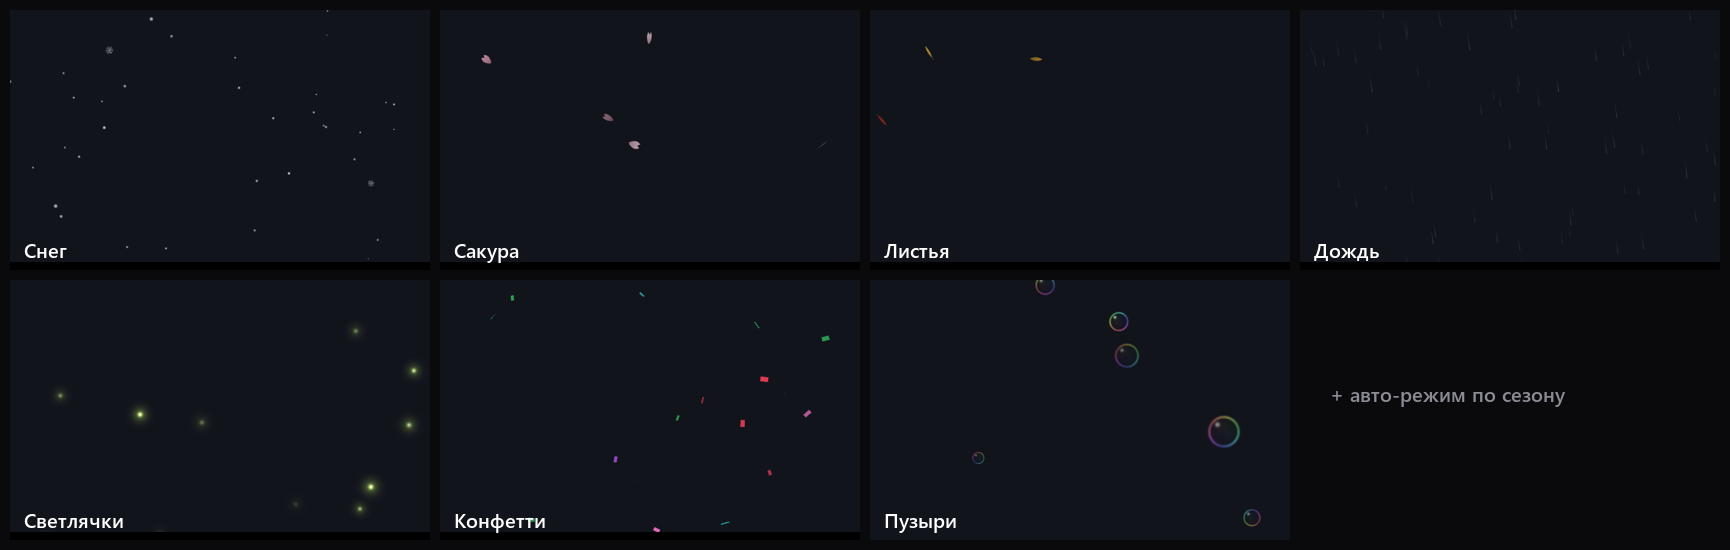 Снег
Сакура
Листья
Дождь
Светлячки
Конфетти
Пузыри
+ авто-режим по сезону